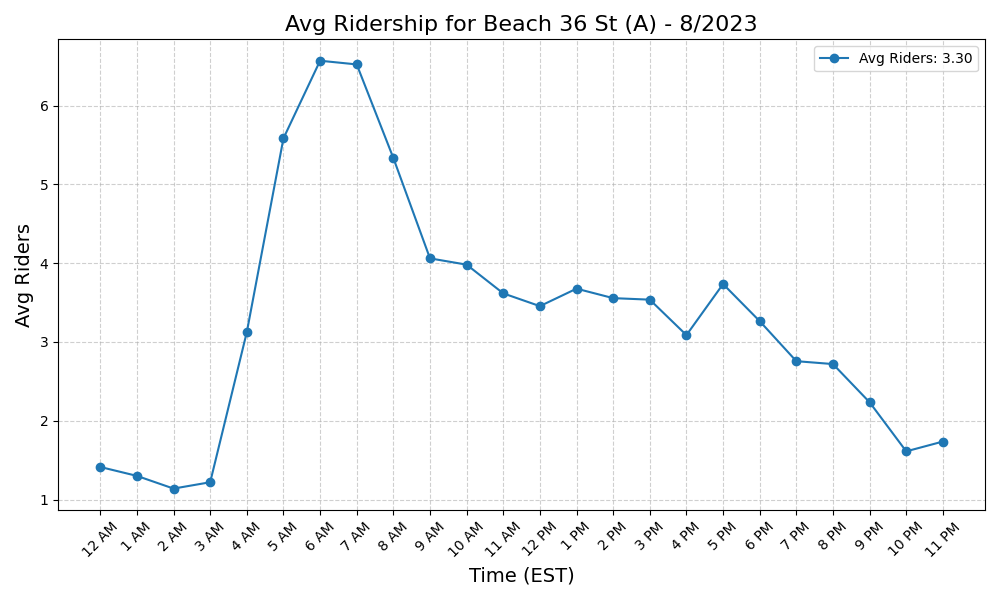 Avg Ridership for Beach 36 St (A) - 8/2023
Avg Riders: 3.30
Avg Riders
6
5
4
3
2
1
12 AM
1 AM
2 AM
3 AM
4 AM
5 AM
6 AM
7 AM
8 AM
9 AM
10 AM
11 AM
12 PM
1 PM
2 PM
3 PM
4 PM
5 PM
6 PM
7 PM
8 PM
9 PM
10 PM
11 PM
Time (EST)